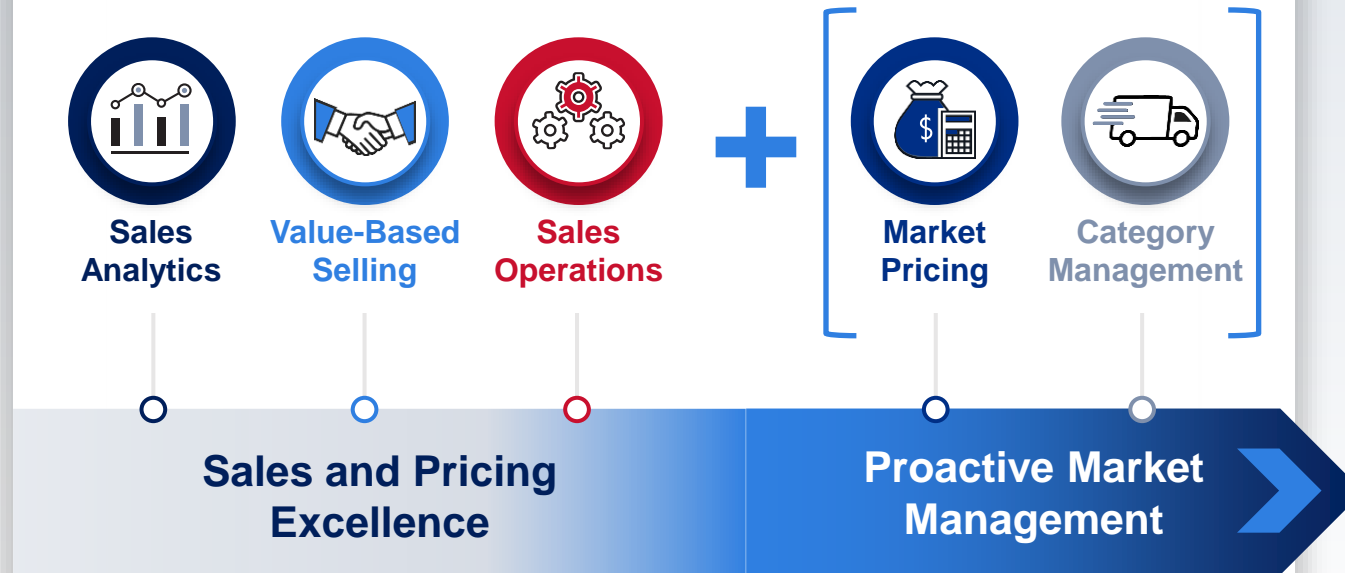 Sales
Analytics
Value-Based
Selling
Sales
Operations
$
Market
Pricing
Category
Management
Sales and Pricing
Excellence
Proactive Market
Management